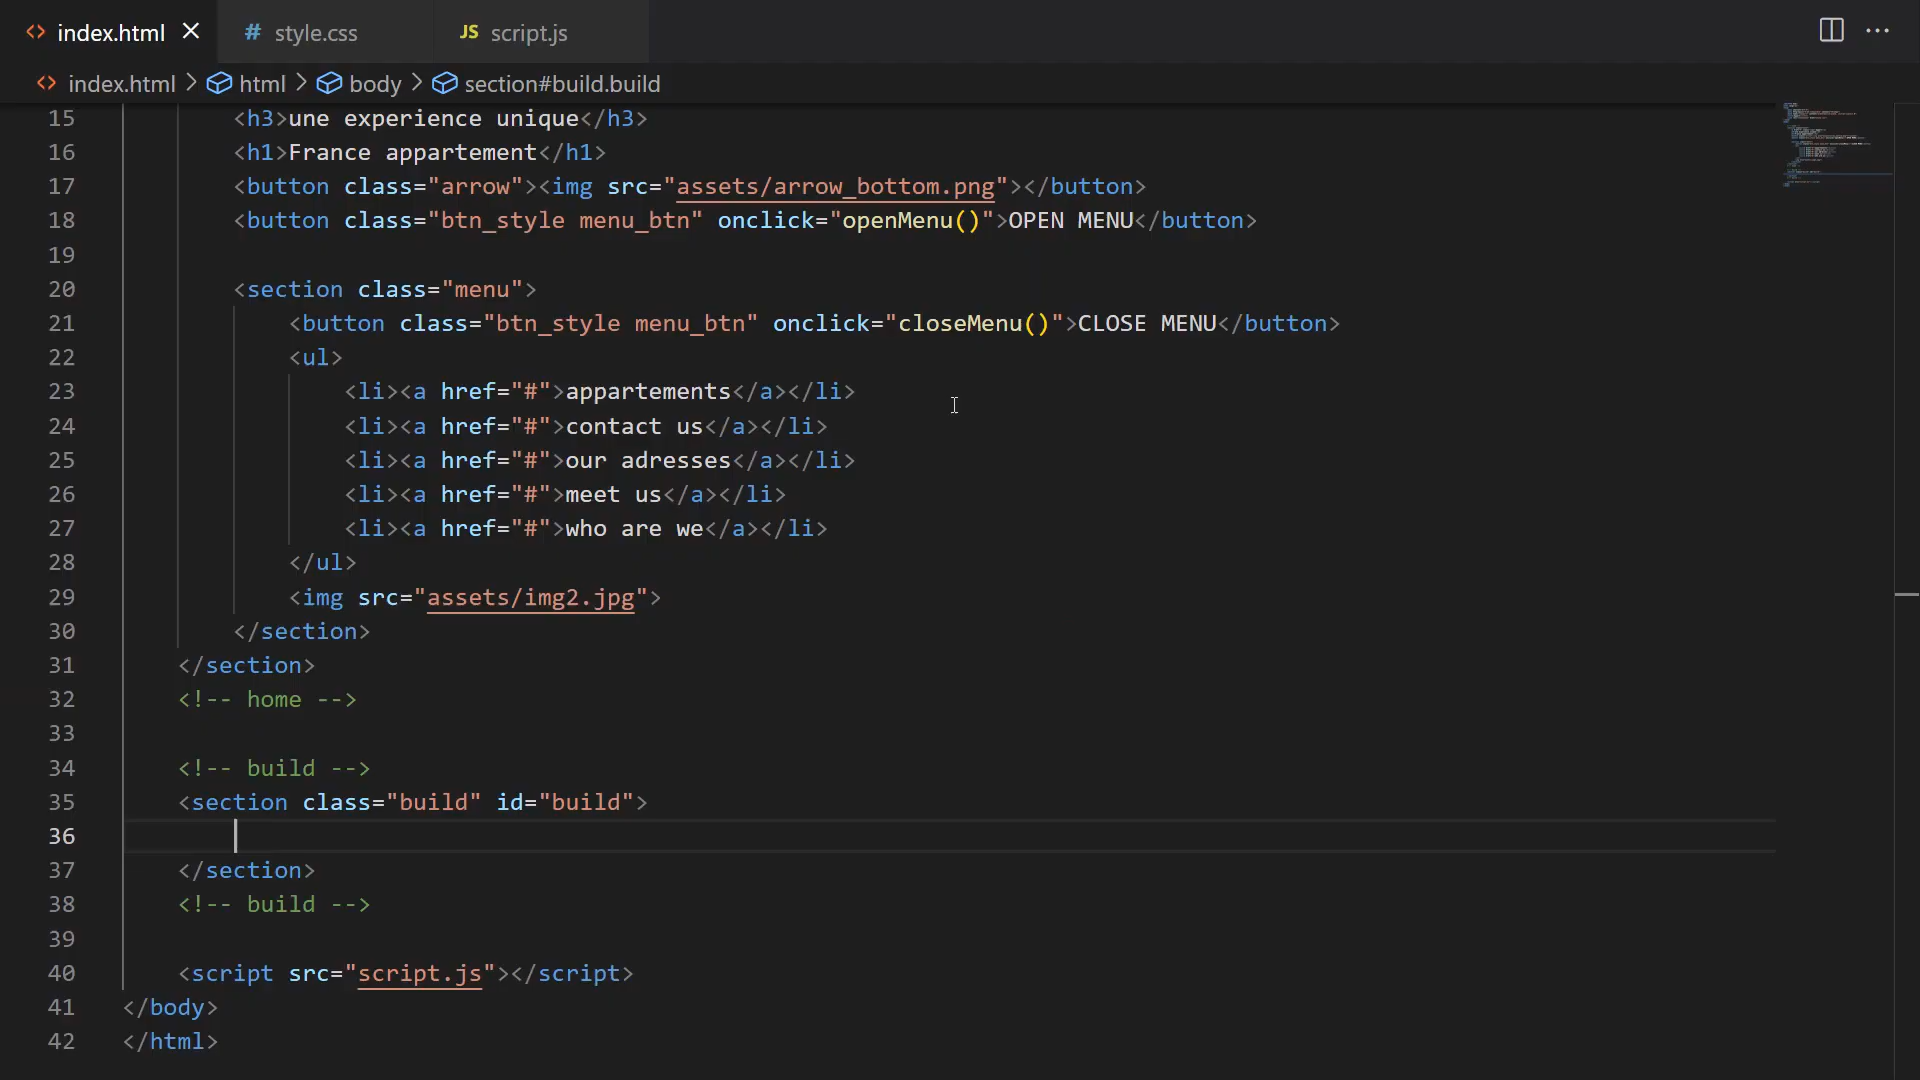 index.html
style.css
JS script.js
index.html > html > body > section#build.build
15 <h3>une experience unique</h3>
16 <h1>France appartement</h1>
17 <button class="arrow"><img src="assets/arrow_bottom.png"></button>
18 <button class="btn_style menu_btn" onclick="openMenu()">OPEN MENU</button>
19
20 <section class="menu">
21 <button class="btn_style menu_btn" onclick="closeMenu()">CLOSE MENU</button>
22 <ul>
23 <li><a href="#">appartements</a></li>
24 <li><a href="#">contact us</a></li>
25 <li><a href="#">our adresses</a></li>
26 <li><a href="#">meet us</a></li>
27 <li><a href="#">who are we</a></li>
28 </ul>
29 <img src="assets/img2.jpg">
30 </section>
31 </section>
32 <!-- home -->
33
34 <!-- build -->
35 <section class="build" id="build">
36
37 </section>
38 <!-- build -->
39
40 <script src="script.js"></script>
41 </body>
42 </html>